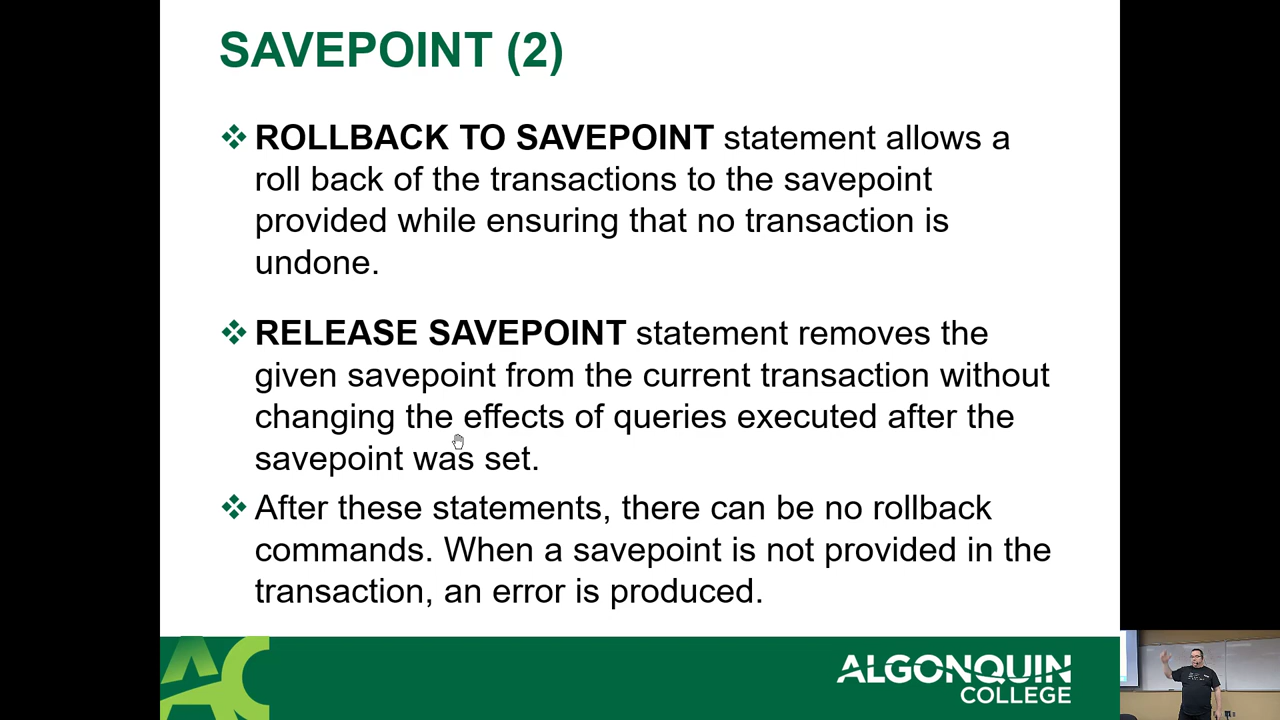 SAVEPOINT (2)
❖ ROLLBACK TO SAVEPOINT statement allows a
roll back of the transactions to the savepoint
provided while ensuring that no transaction is
undone.
❖ RELEASE SAVEPOINT statement removes the
given savepoint from the current transaction without
changing the effects of queries executed after the
savepoint was set.
❖ After these statements, there can be no rollback
commands. When a savepoint is not provided in the
transaction, an error is produced.
AC
ALGONQUIN
COLLEGE